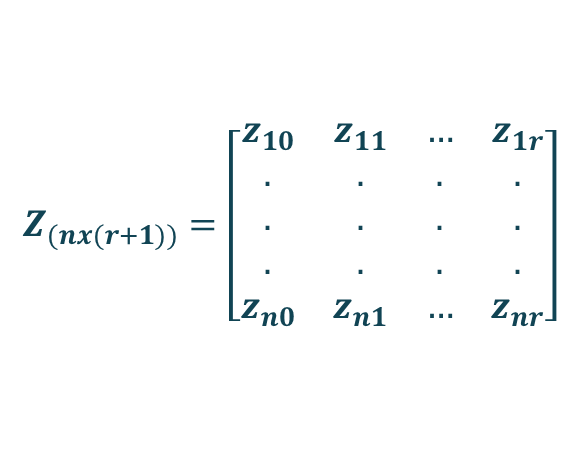 z10 z11 ... z1r
. . . .
Z(nx(r+1)) = . . . .
. . . .
zn0 zn1 ... znr